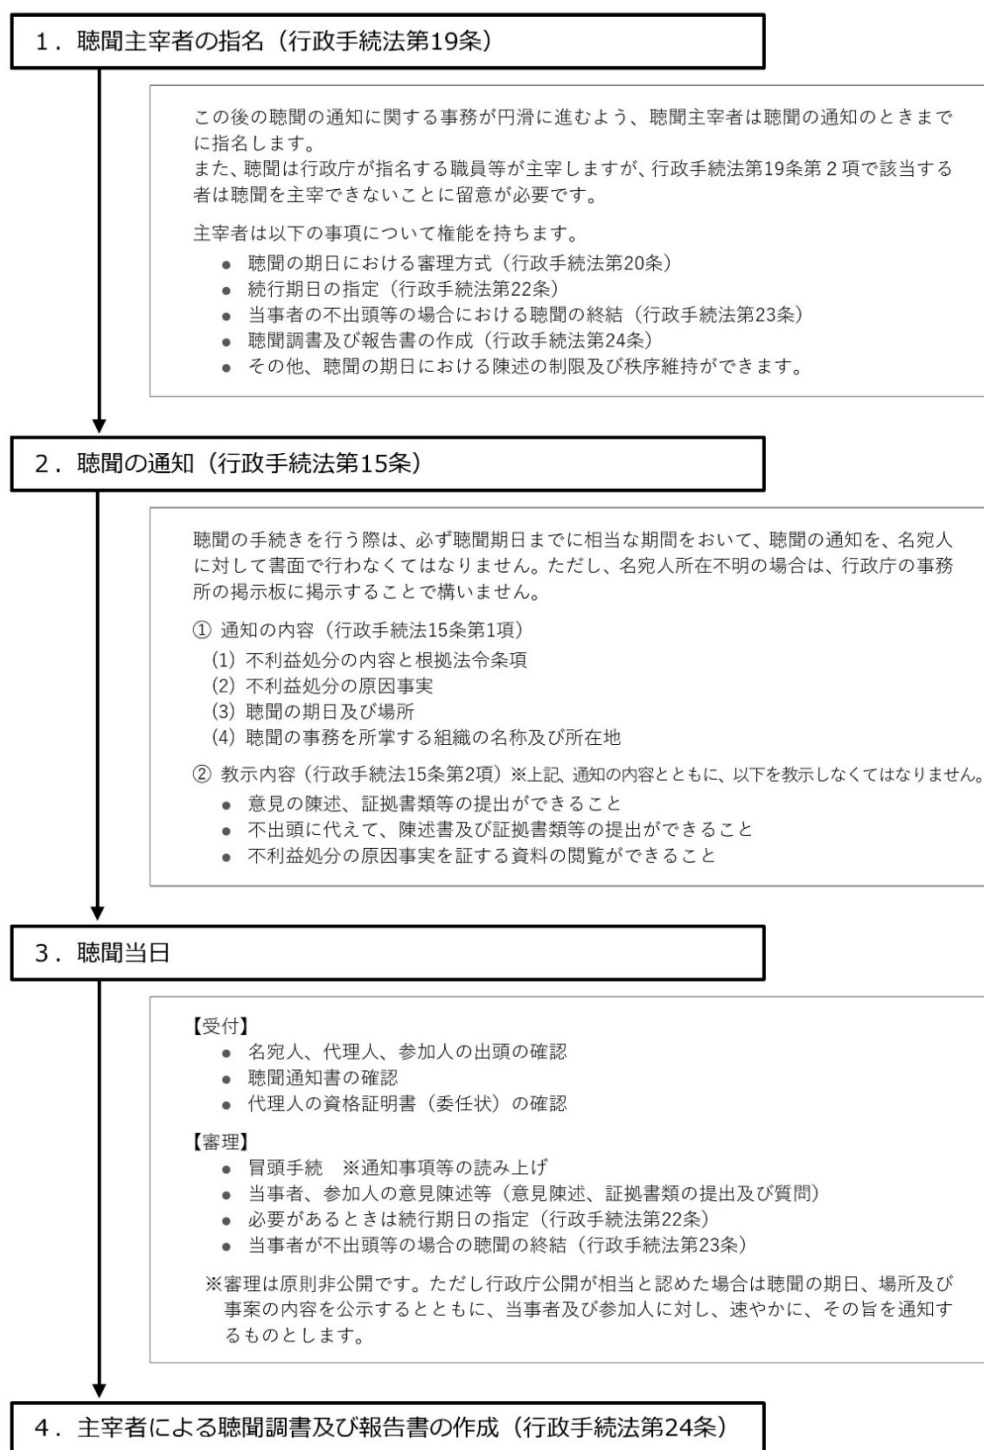 1．聴聞主宰者の指名（行政手続法第19条）
この後の聴聞の通知に関する事務が円滑に進むよう、聴聞主宰者は聴聞の通知のときまで
に指名します。
また、聴聞は行政庁が指名する職員等が主宰しますが、行政手続法第19条第２項で該当する
者は聴聞を主宰できないことに留意が必要です。
主宰者は以下の事項について権能を持ちます。
● 聴聞の期日における審理方式（行政手続法第20条）
● 続行期日の指定（行政手続法第22条）
● 当事者の不出頭等の場合における聴聞の終結（行政手続法第23条）
● 聴聞調書及び報告書の作成（行政手続法第24条）
● その他、聴聞の期日における陳述の制限及び秩序維持ができます。
2．聴聞の通知（行政手続法第15条）
聴聞の手続きを行う際は、必ず聴聞期日までに相当な期間をおいて、聴聞の通知を、名宛人
に対して書面で行わなくてはなりません。ただし、名宛人所在不明の場合は、行政庁の事務
所の掲示板に掲示することで構いません。
① 通知の内容（行政手続法15条第1項）
(1) 不利益処分の内容と根拠法令条項
(2) 不利益処分の原因事実
(3) 聴聞の期日及び場所
(4) 聴聞の事務を所掌する組織の名称及び所在地
② 教示内容（行政手続法15条第2項）※上記、通知の内容とともに、以下を教示しなくてはなりません。
● 意見の陳述、証拠書類等の提出ができること
● 不出頭に代えて、陳述書及び証拠書類等の提出ができること
● 不利益処分の原因事実を証する資料の閲覧ができること
3．聴聞当日
【受付】
● 名宛人、代理人、参加人の出頭の確認
● 聴聞通知書の確認
● 代理人の資格証明書（委任状）の確認
【審理】
● 冒頭手続　※通知事項等の読み上げ
● 当事者、参加人の意見陳述等（意見陳述、証拠書類の提出及び質問）
● 必要があるときは続行期日の指定（行政手続法第22条）
● 当事者が不出頭等の場合の聴聞の終結（行政手続法第23条）
※審理は原則非公開です。ただし行政庁公開が相当と認めた場合は聴聞の期日、場所及び
事案の内容を公示するとともに、当事者及び参加人に対し、速やかに、その旨を通知す
るものとします。
4．主宰者による聴聞調書及び報告書の作成（行政手続法第24条）